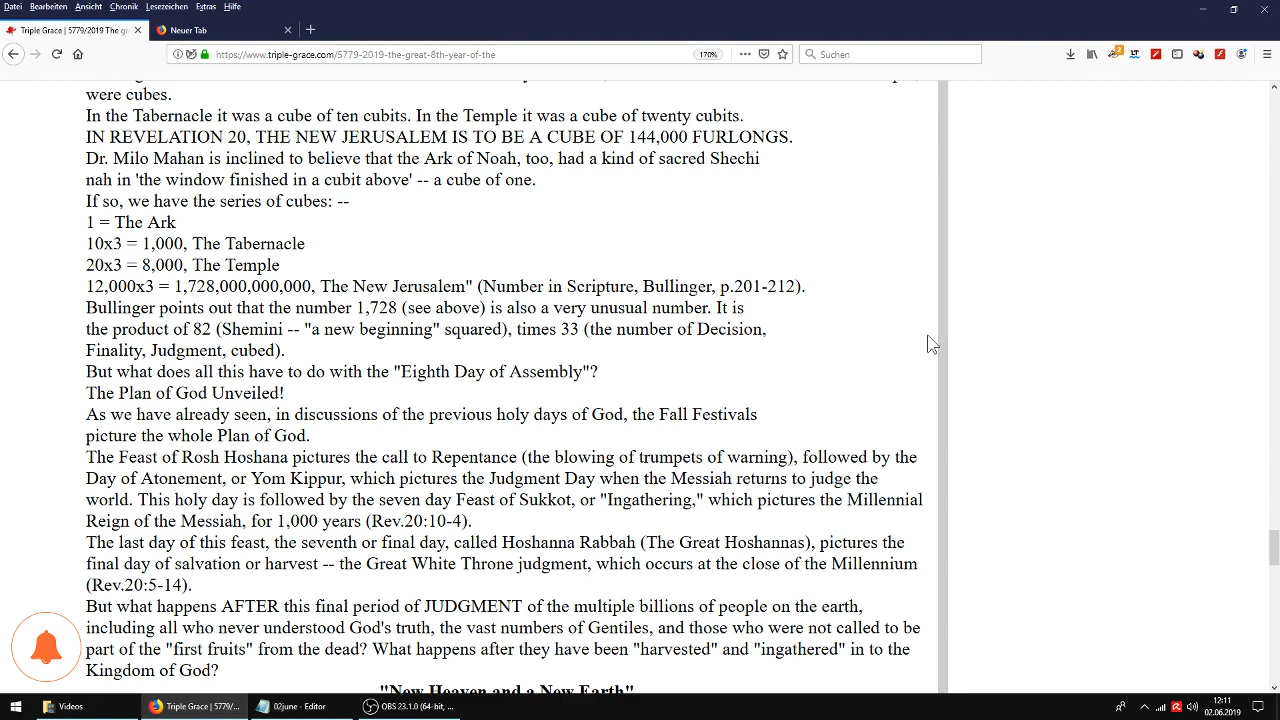 Datei Bearbeiten Ansicht Chronik Lesezeichen Extras Hilfe
Triple Grace | 5779/2019 The gr
Neuer Tab
https://www.triple-grace.com/5779-2019-the-great-8th-year-of-the
170%
Suchen
2
were cubes.
In the Tabernacle it was a cube of ten cubits. In the Temple it was a cube of twenty cubits.
IN REVELATION 20, THE NEW JERUSALEM IS TO BE A CUBE OF 144,000 FURLONGS.
Dr. Milo Mahan is inclined to believe that the Ark of Noah, too, had a kind of sacred Shechi
nah in 'the window finished in a cubit above' -- a cube of one.
If so, we have the series of cubes: --
1 = The Ark
10x3 = 1,000, The Tabernacle
20x3 = 8,000, The Temple
12,000x3 = 1,728,000,000,000, The New Jerusalem" (Number in Scripture, Bullinger, p.201-212).
Bullinger points out that the number 1,728 (see above) is also a very unusual number. It is
the product of 82 (Shemini -- "a new beginning" squared), times 33 (the number of Decision,
Finality, Judgment, cubed).
But what does all this have to do with the "Eighth Day of Assembly"?
The Plan of God Unveiled!
As we have already seen, in discussions of the previous holy days of God, the Fall Festivals
picture the whole Plan of God.
The Feast of Rosh Hoshana pictures the call to Repentance (the blowing of trumpets of warning), followed by the
Day of Atonement, or Yom Kippur, which pictures the Judgment Day when the Messiah returns to judge the
world. This holy day is followed by the seven day Feast of Sukkot, or "Ingathering," which pictures the Millennial
Reign of the Messiah, for 1,000 years (Rev.20:10-4).
The last day of this feast, the seventh or final day, called Hoshanna Rabbah (The Great Hoshannas), pictures the
final day of salvation or harvest -- the Great White Throne judgment, which occurs at the close of the Millennium
(Rev.20:5-14).
But what happens AFTER this final period of JUDGMENT of the multiple billions of people on the earth,
including all who never understood God's truth, the vast numbers of Gentiles, and those who were not called to be
part of the "first fruits" from the dead? What happens after they have been "harvested" and "ingathered" in to the
Kingdom of God?
"New Heaven and a New Earth"
Videos
Triple Grace | 5779/...
02june - Editor
OBS 23.1.0 (64-bit, ...
12:11
02.06.2019